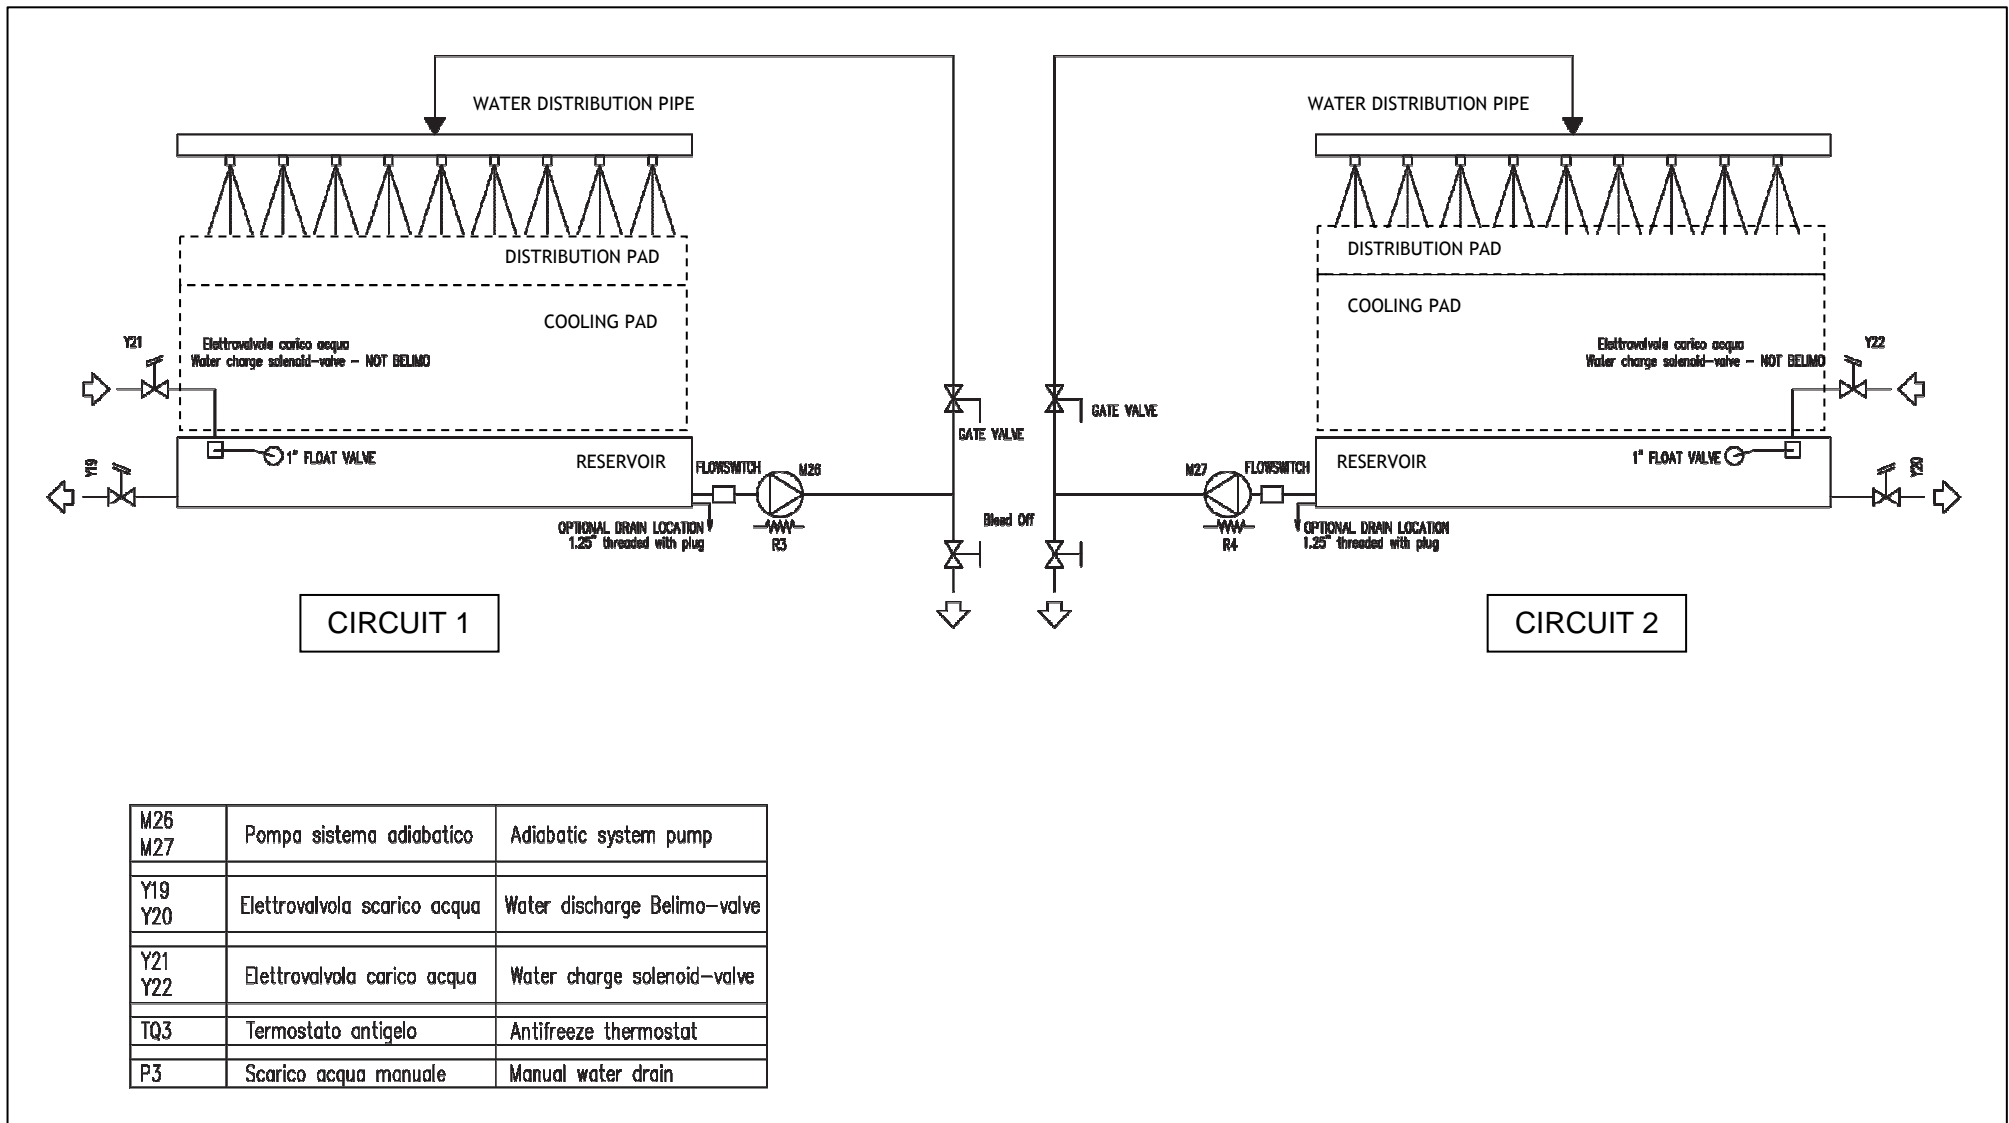 WATER DISTRIBUTION PIPE
DISTRIBUTION PAD
COOLING PAD
Y21
Elettrovalvola carico acqua
Water charge solenoid-valve - NOT BELIMO
Y19
1" FLOAT VALVE
RESERVOIR
FLOWSWITCH
M26
R3
OPTIONAL DRAIN LOCATION
1.25" threaded with plug
GATE VALVE
CIRCUIT 1
WATER DISTRIBUTION PIPE
DISTRIBUTION PAD
COOLING PAD
Elettrovalvola carico acqua
Water charge solenoid-valve - NOT BELIMO
Y22
GATE VALVE
M27
FLOWSWITCH
RESERVOIR
1" FLOAT VALVE
Y20
Bleed Off
R4
OPTIONAL DRAIN LOCATION
1.25" threaded with plug
CIRCUIT 2
M26
M27
Pompa sistema adiabatico
Adiabatic system pump
Y19
Y20
Elettrovalvola scarico acqua
Water discharge Belimo-valve
Y21
Y22
Elettrovalvola carico acqua
Water charge solenoid-valve
TQ3
Termostato antigelo
Antifreeze thermostat
P3
Scarico acqua manuale
Manual water drain